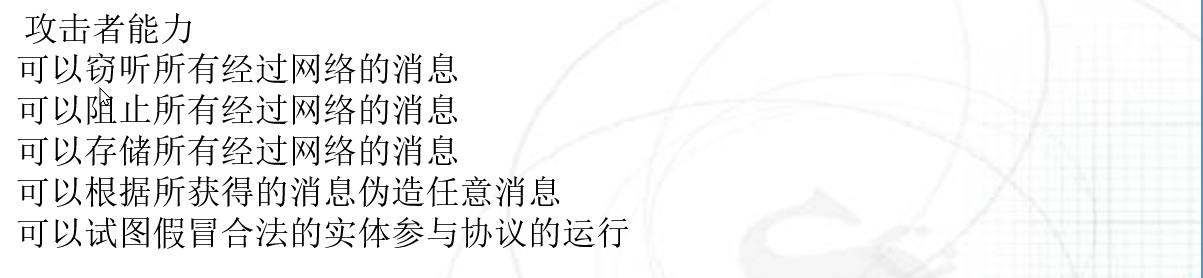 攻击者能力
可以窃听所有经过网络的消息
可以阻止所有经过网络的消息
可以存储所有经过网络的消息
可以根据所获得的消息伪造任意消息
可以试图假冒合法的实体参与协议的运行